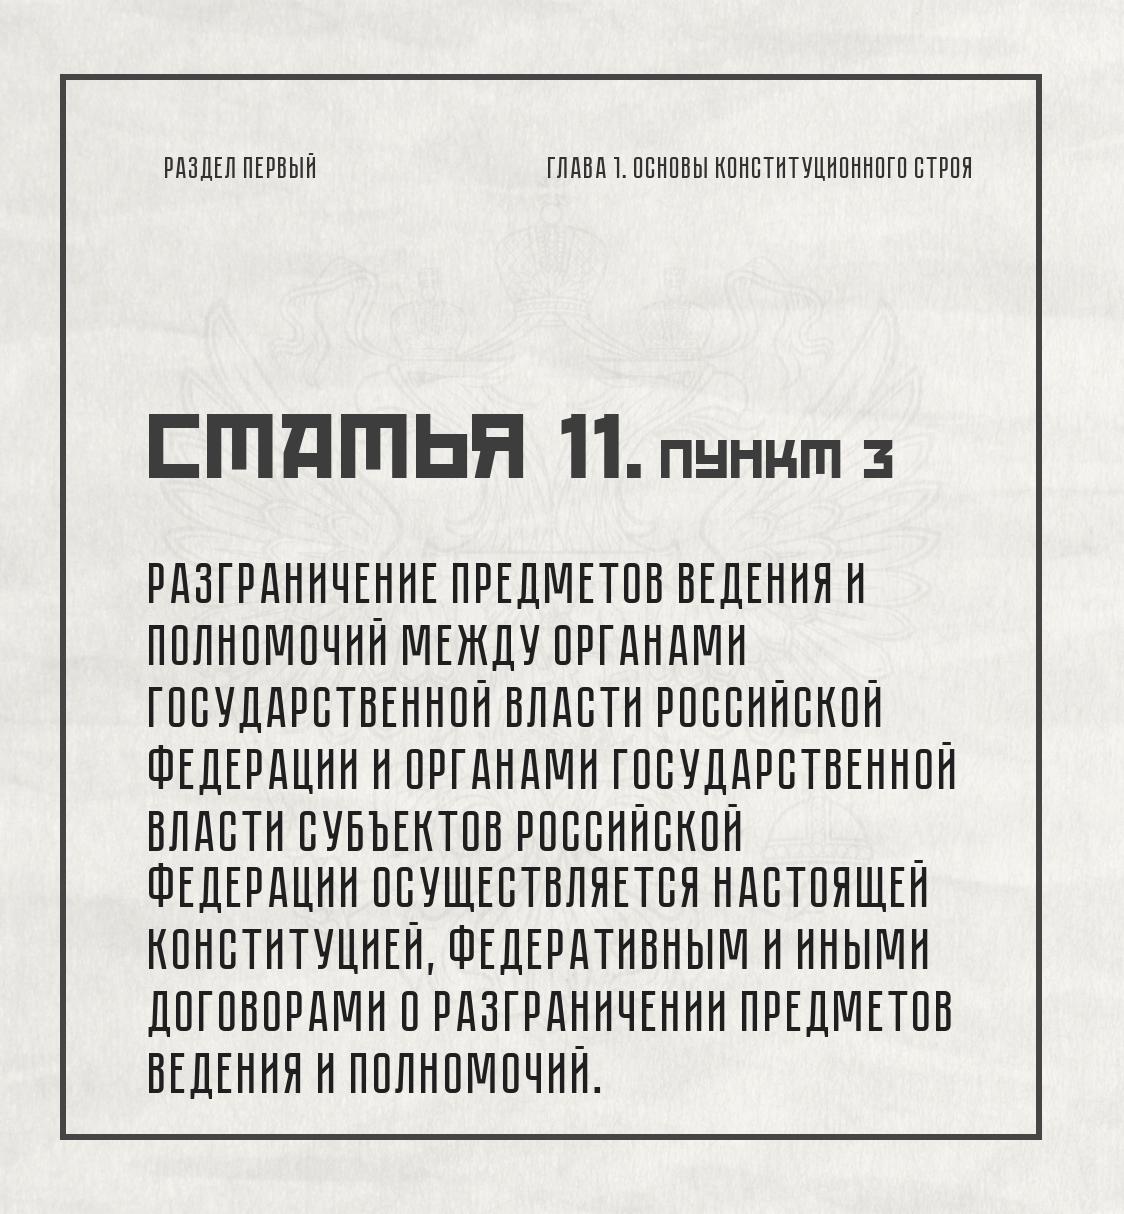 РАЗДЕЛ ПЕРВЫЙ
ГЛАВА 1. ОСНОВЫ КОНСТИТУЦИОННОГО СТРОЯ
СТАТЬЯ 11. ПУНКТ 3
РАЗГРАНИЧЕНИЕ ПРЕДМЕТОВ ВЕДЕНИЯ И
ПОЛНОМОЧИЙ МЕЖДУ ОРГАНАМИ
ГОСУДАРСТВЕННОЙ ВЛАСТИ РОССИЙСКОЙ
ФЕДЕРАЦИИ И ОРГАНАМИ ГОСУДАРСТВЕННОЙ
ВЛАСТИ СУБЪЕКТОВ РОССИЙСКОЙ
ФЕДЕРАЦИИ ОСУЩЕСТВЛЯЕТСЯ НАСТОЯЩЕЙ
КОНСТИТУЦИЕЙ, ФЕДЕРАТИВНЫМ И ИНЫМИ
ДОГОВОРАМИ О РАЗГРАНИЧЕНИИ ПРЕДМЕТОВ
ВЕДЕНИЯ И ПОЛНОМОЧИЙ.